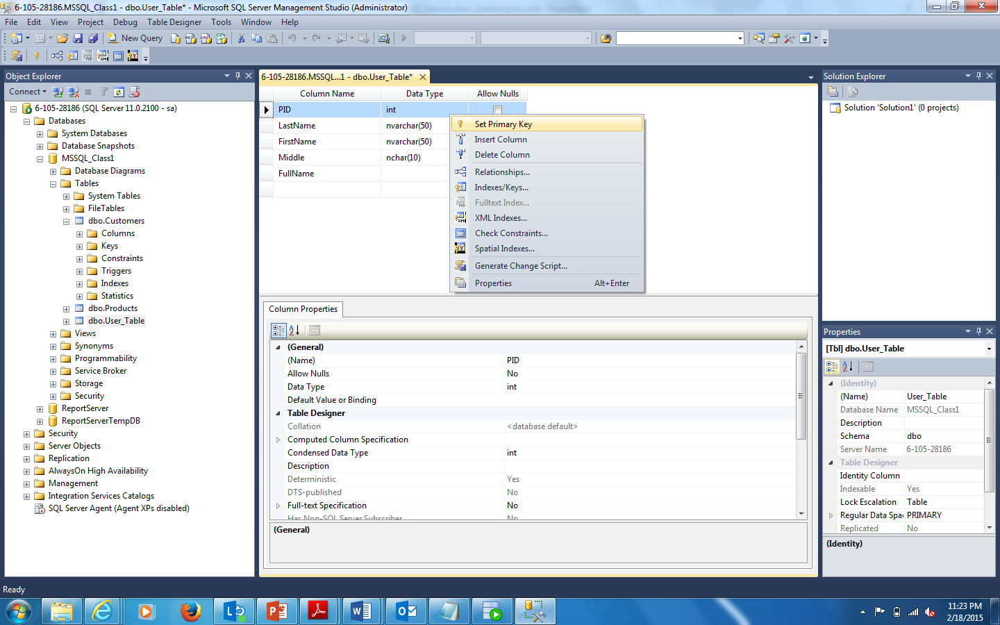 6-105-28186.MSSQL_Class1 - dbo.User_Table* - Microsoft SQL Server Management Studio (Administrator)
File Edit View Project Debug Table Designer Tools Window Help
New Query
Object Explorer
Connect
6-105-28186 (SQL Server 11.0.2100 - sa)
Databases
System Databases
Database Snapshots
MSSQL_Class1
Database Diagrams
Tables
System Tables
FileTables
dbo.Customers
Columns
Keys
Constraints
Triggers
Indexes
Statistics
dbo.Products
dbo.User_Table
Views
Synonyms
Programmability
Service Broker
Storage
Security
ReportServer
ReportServerTempDB
Security
Server Objects
Replication
AlwaysOn High Availability
Management
Integration Services Catalogs
SQL Server Agent (Agent XPs disabled)
6-105-28186.MSSQL...1 - dbo.User_Table*
Column Name Data Type Allow Nulls
PID int
LastName nvarchar(50)
FirstName nvarchar(50)
Middle nchar(10)
FullName
Set Primary Key
Insert Column
Delete Column
Relationships...
Indexes/Keys...
Fulltext Index...
XML Indexes...
Check Constraints...
Spatial Indexes...
Generate Change Script...
Properties Alt+Enter
Column Properties
(General)
(Name) PID
Allow Nulls No
Data Type int
Default Value or Binding
Table Designer
Collation <database default>
Computed Column Specification
Condensed Data Type int
Description
Deterministic Yes
DTS-published No
Full-text Specification No
Has Non-SQL Server Subscriber No
(General)
Solution Explorer
Solution 'Solution1' (0 projects)
Properties
[Tbl] dbo.User_Table
(Identity)
(Name) User_Table
Database Name MSSQL_Class1
Description
Schema dbo
Server Name 6-105-28186
Table Designer
Identity Column
Indexable Yes
Lock Escalation Table
Regular Data Spa PRIMARY
Replicated No
(Identity)
Ready
11:23 PM
2/18/2015